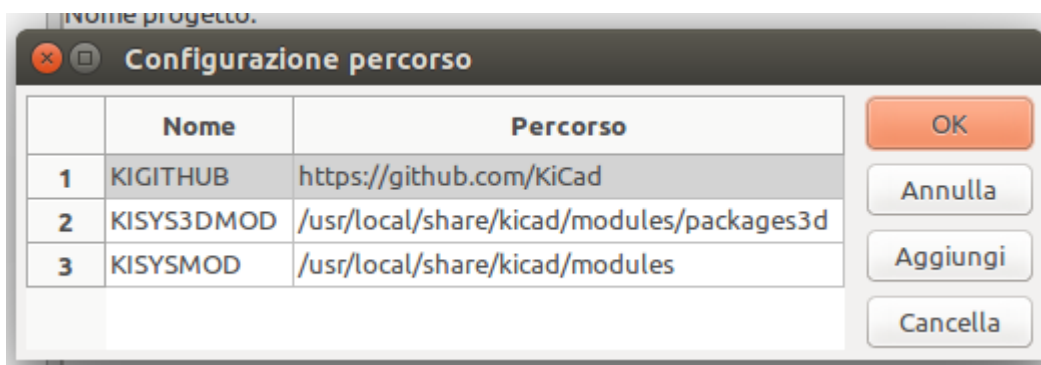 Nome progetto:
Configurazione percorso
Nome Percorso OK
1 KIGITHUB https://github.com/KiCad
Annulla
2 KISYS3DMOD /usr/local/share/kicad/modules/packages3d
3 KISYSMOD /usr/local/share/kicad/modules
Aggiungi
Cancella